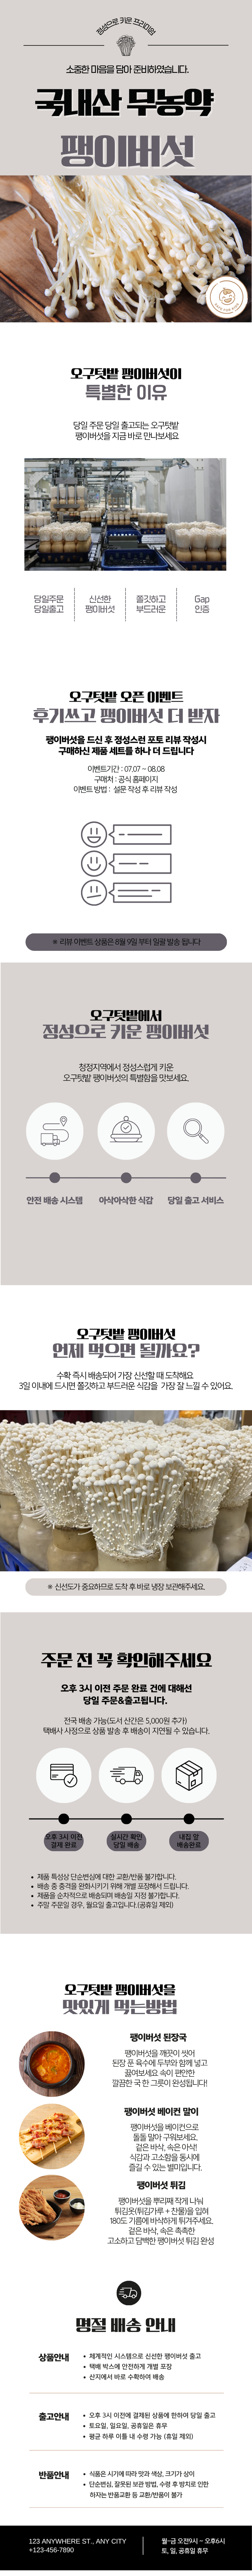 정성으로 키운 프리미엄
소중한 마음을 담아 준비하였습니다.
국내산 무농약
팽이버섯
오구텃밭 팽이버섯이
특별한 이유
당일 주문 당일 출고되는 오구텃밭
팽이버섯을 지금 바로 만나보세요
당일주문
당일출고
신선한
팽이버섯
쫄깃하고
부드러운
Gap
인증
오구텃밭 오픈 이벤트
후기쓰고 팽이버섯 더 받자
팽이버섯을 드신 후 정성스런 포토 리뷰 작성시
구매하신 제품 세트를 하나 더 드립니다
이벤트기간 : 07.07 ~ 08.08
구매처 : 공식 홈페이지
이벤트 방법 : 설문 작성 후 리뷰 작성
※ 리뷰 이벤트 상품은 8월 9일 부터 일괄 발송 됩니다
오구텃밭에서
정성으로 키운 팽이버섯
청정지역에서 정성스럽게 키운
오구텃밭 팽이버섯의 특별함을 맛보세요.
안전 배송 시스템
아삭아삭한 식감
당일 출고 서비스
오구텃밭 팽이버섯
언제 먹으면 될까요?
수확 즉시 배송되어 가장 신선할 때 도착해요
3일 이내에 드시면 쫄깃하고 부드러운 식감을 가장 잘 느낄 수 있어요.
※ 신선도가 중요하므로 도착 후 바로 냉장 보관해주세요.
주문 전 꼭 확인해주세요
오후 3시 이전 주문 완료 건에 대해선
당일 주문&출고됩니다.
전국 배송 가능(도서 산간은 5,000원 추가)
택배사 사정으로 상품 발송 후 배송이 지연될 수 있습니다.
오후 3시 이전
결제 완료
실시간 확인
당일 배송
내집 앞
배송완료
• 제품 특성상 단순변심에 대한 교환/반품 불가합니다.
• 배송 중 충격을 완화시키기 위해 개별 포장해서 드립니다.
• 제품을 순차적으로 배송되며 배송일 지정 불가합니다.
• 주말 주문일 경우, 월요일 출고입니다.(공휴일 제외)
오구텃밭 팽이버섯을
맛있게 먹는방법
팽이버섯 된장국
팽이버섯을 깨끗이 씻어
된장 푼 육수에 두부와 함께 넣고
끓여보세요 속이 편안한
깔끔한 국 한 그릇이 완성됩니다!
팽이버섯 베이컨 말이
팽이버섯을 베이컨으로
돌돌 말아 구워보세요.
겉은 바삭, 속은 아삭!
식감과 고소함을 동시에
즐길 수 있는 별미입니다.
팽이버섯 튀김
팽이버섯을 뿌리째 작게 나눠
튀김옷(튀김가루 + 찬물)을 입혀
180도 기름에 바삭하게 튀겨주세요.
겉은 바삭, 속은 촉촉한
고소하고 담백한 팽이버섯 튀김 완성
명절 배송 안내
상품안내
• 체계적인 시스템으로 신선한 팽이버섯 출고
• 택배 박스에 안전하게 개별 포장
• 산지에서 바로 수확하여 배송
출고안내
• 오후 3시 이전에 결제된 상품에 한하여 당일 출고
• 토요일, 일요일, 공휴일은 휴무
• 평균 하루 이틀 내 수령 가능 (휴일 제외)
반품안내
• 식품은 시기에 따라 맛과 색상, 크기가 상이
• 단순변심, 잘못된 보관 방법, 수령 후 방치로 인한
하자는 반품교환 등 교환/반품이 불가
123 ANYWHERE ST., ANY CITY
+123-456-7890
월~금 오전9시 ~ 오후6시
토, 일, 공휴일 휴무